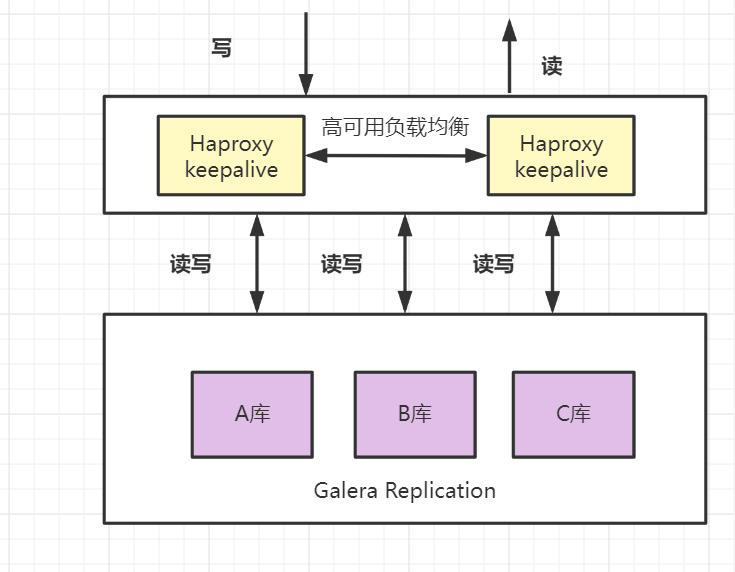 写
读
高可用负载均衡
Haproxy
keepalive
Haproxy
keepalive
读写
读写
读写
A库
B库
C库
Galera Replication